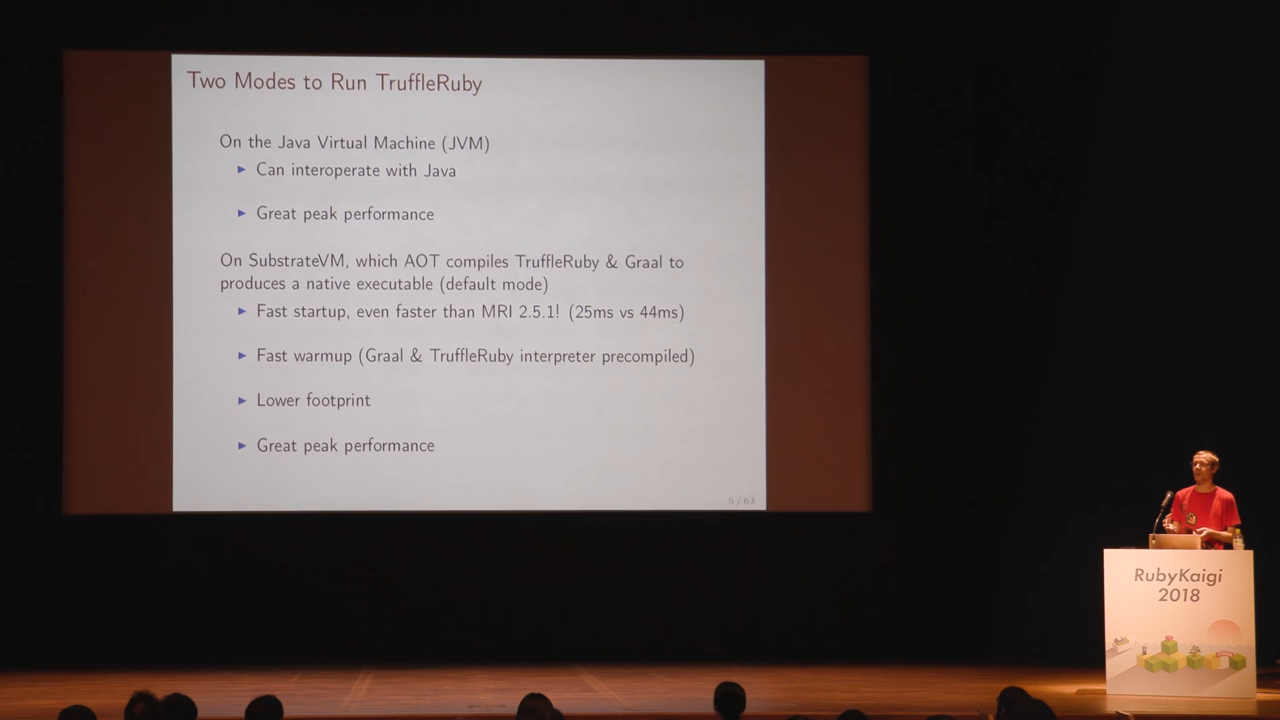 Two Modes to Run TruffleRuby
On the Java Virtual Machine (JVM)
▶ Can interoperate with Java
▶ Great peak performance
On SubstrateVM, which AOT compiles TruffleRuby & Graal to
produces a native executable (default mode)
▶ Fast startup, even faster than MRI 2.5.1! (25ms vs 44ms)
▶ Fast warmup (Graal & TruffleRuby interpreter precompiled)
▶ Lower footprint
▶ Great peak performance
5 / 63
RubyKaigi
2018